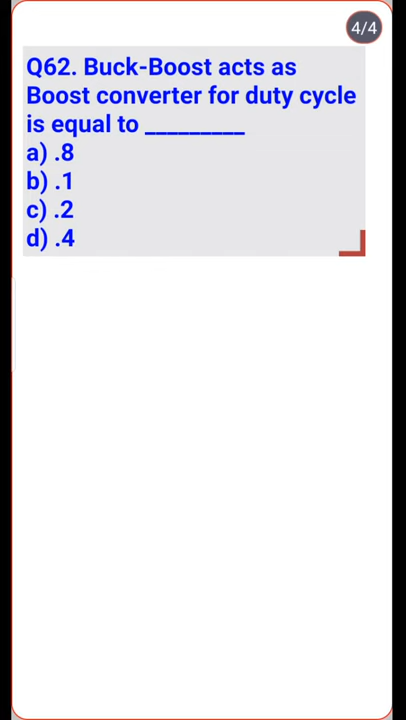 4/4
Q62. Buck-Boost acts as
Boost converter for duty cycle
is equal to _________
a) .8
b) .1
c) .2
d) .4